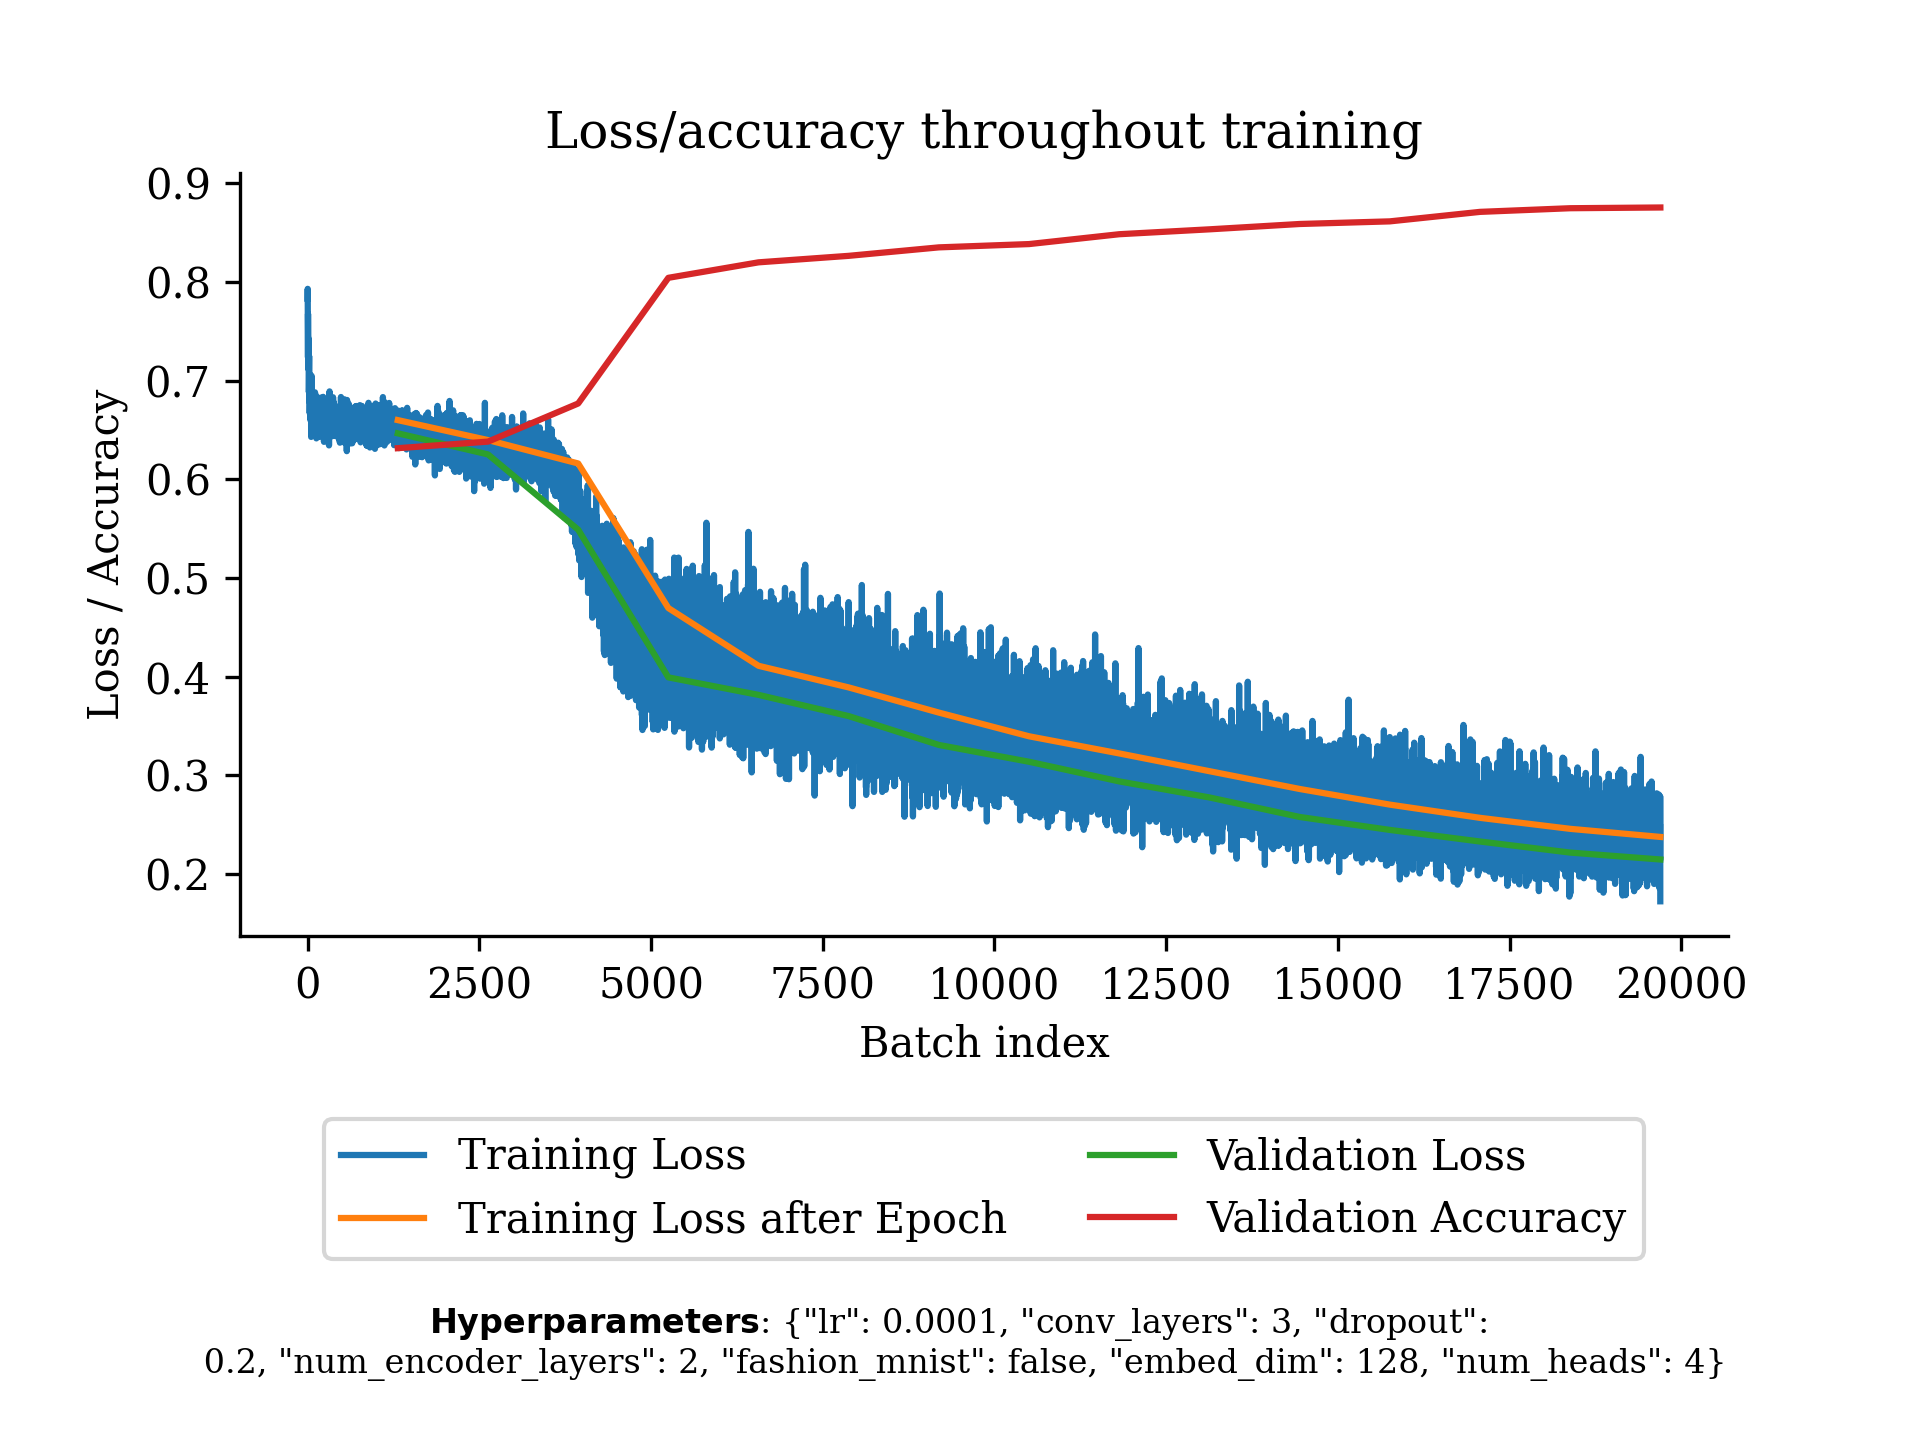 Loss/accuracy throughout training
0.9
0.8
0.7
0.6
0.5
0.4
0.3
0.2
Loss / Accuracy
0 2500 5000 7500 10000 12500 15000 17500 20000
Batch index
Training Loss
Training Loss after Epoch
Validation Loss
Validation Accuracy
Hyperparameters: {"lr": 0.0001, "conv_layers": 3, "dropout":
0.2, "num_encoder_layers": 2, "fashion_mnist": false, "embed_dim": 128, "num_heads": 4}